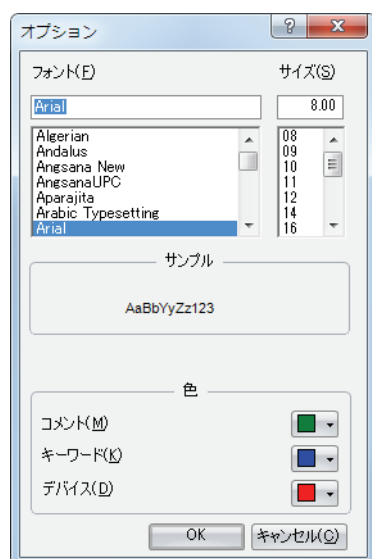 オプション
?
フォント(F) サイズ(S)
Arial 8.00
Algerian 08
Andalus 09
Angsana New 10
AngsanaUPC 11
Aparajita 12
Arabic Typesetting 14
Arial 16
サンプル
AaBbYyZz123
色
コメント(M)
キーワード(K)
デバイス(D)
OK キャンセル(C)